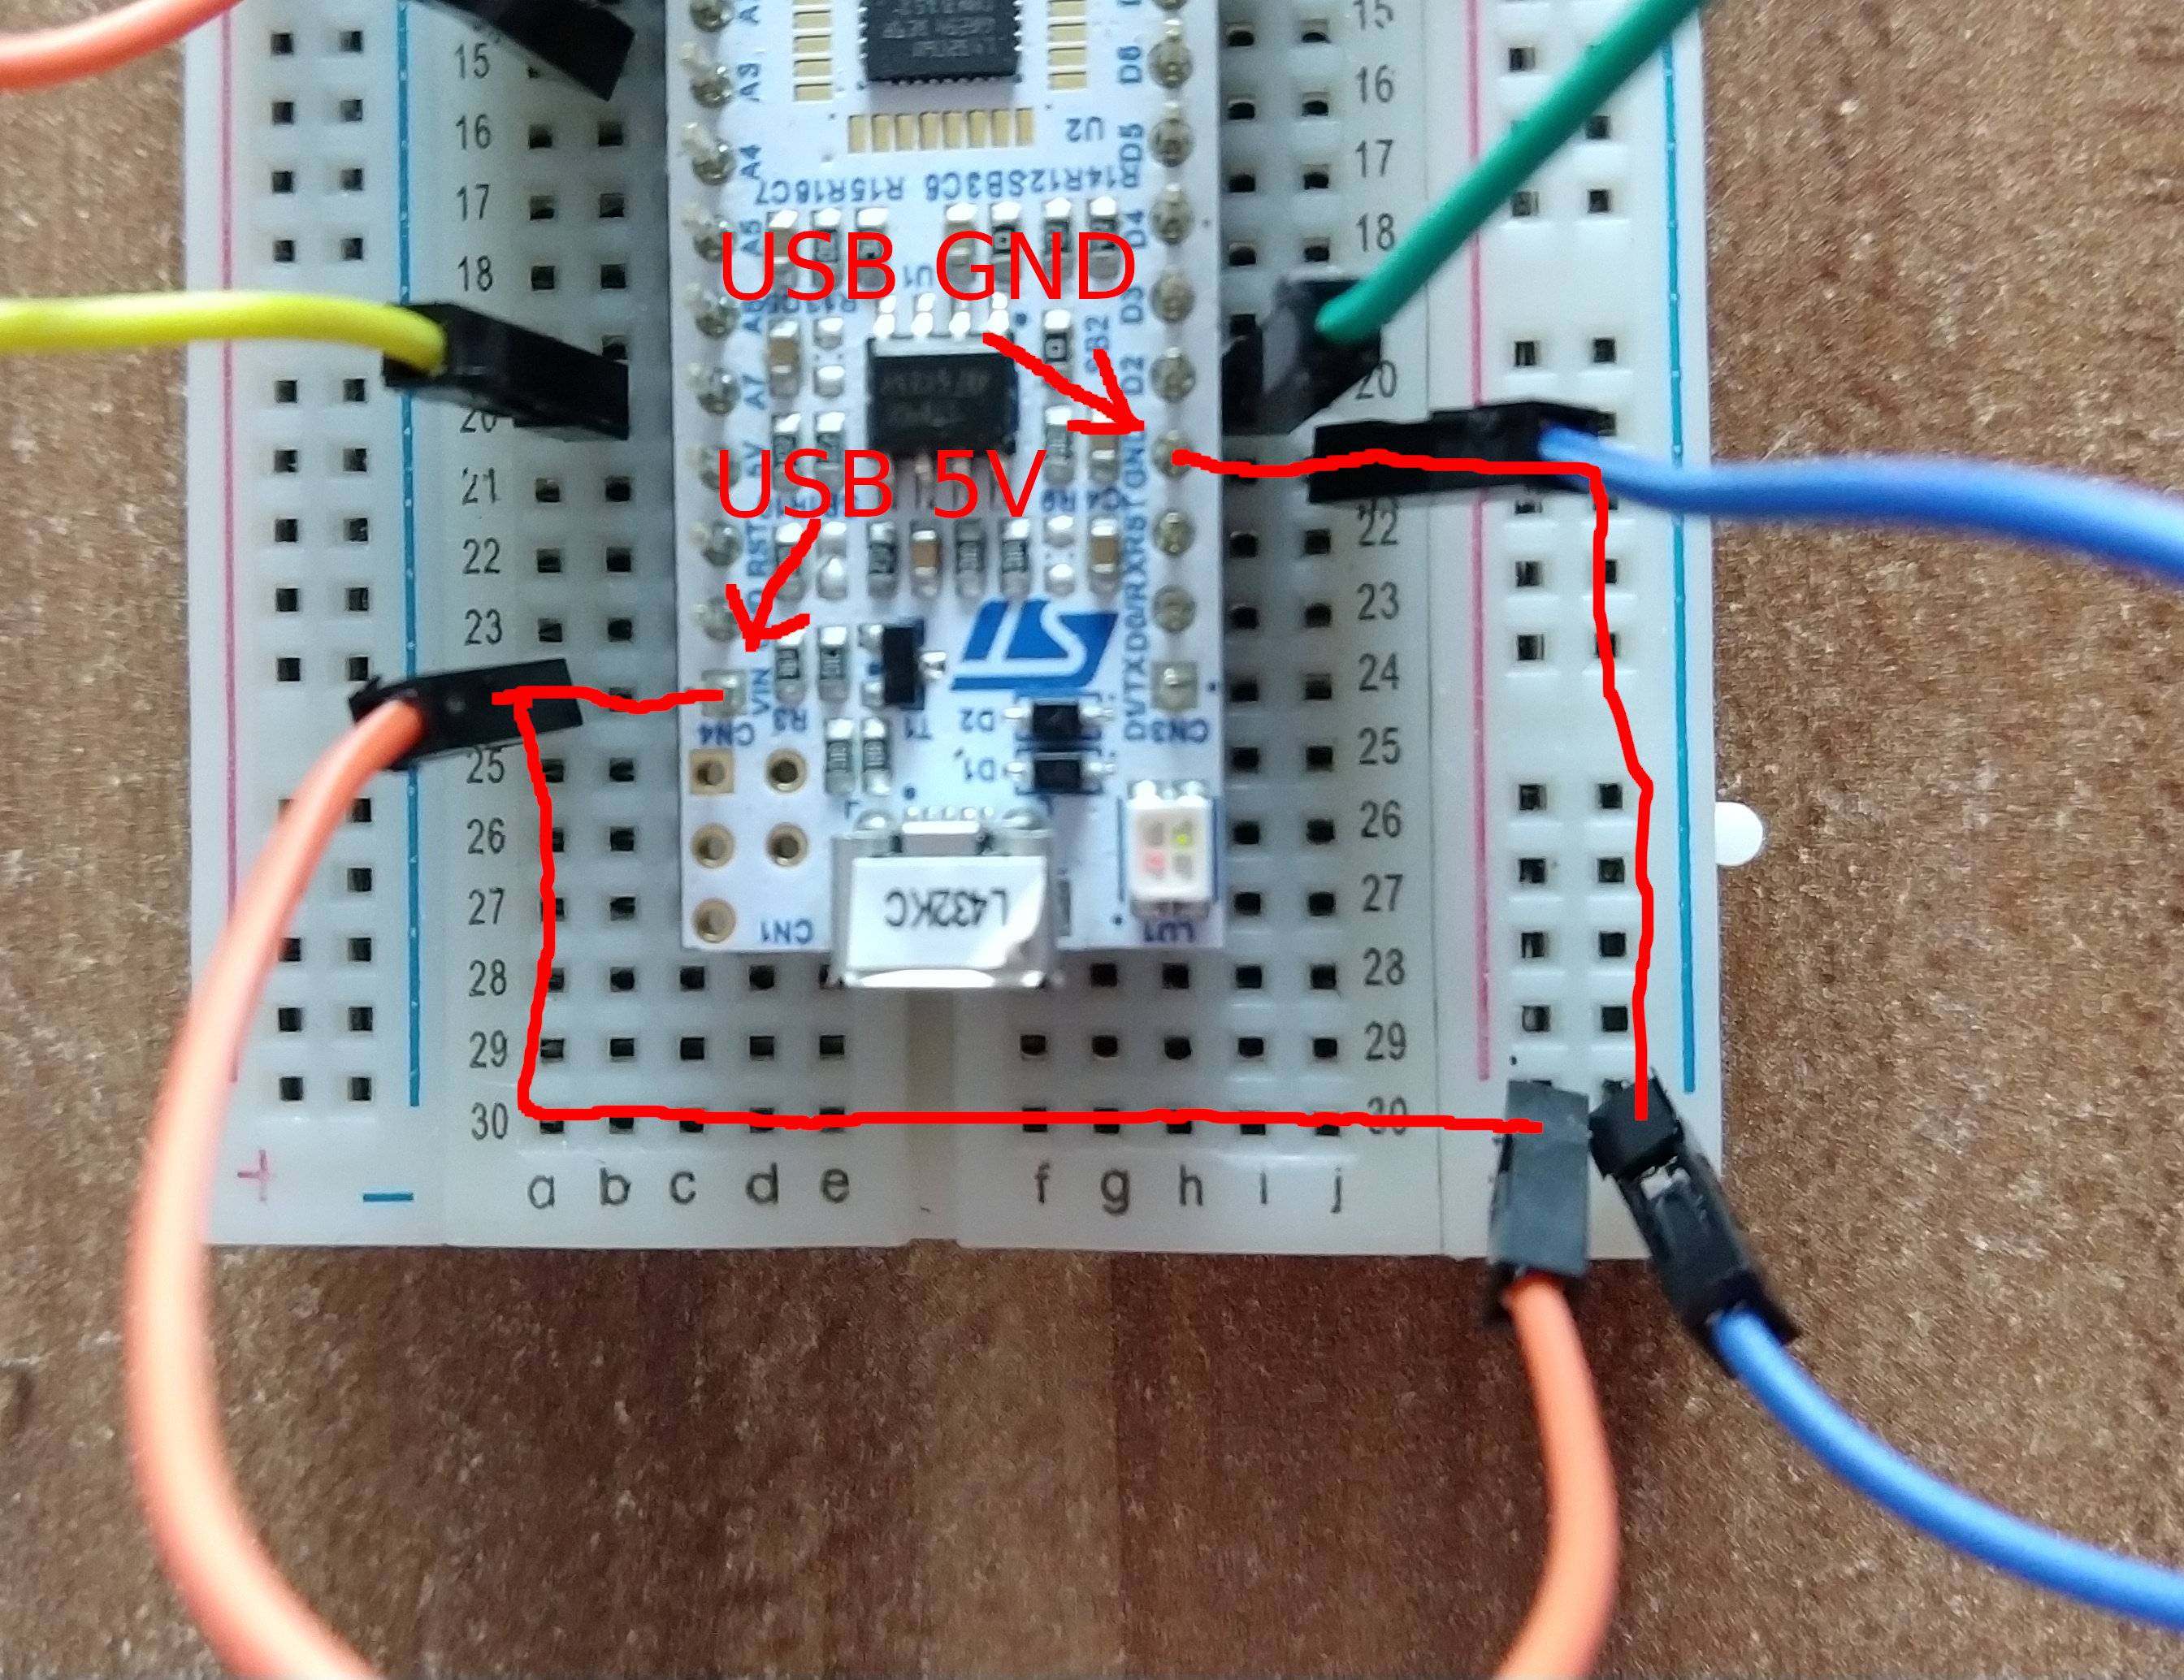 +
-
30 29 28 27 26 25 23 22 21 18 17 16 15
a
b
c
d
e
f
g
h
i
j
CN1
CN4
VIN RST 5V A7 A6 A5 A4 A3
R3
USB 5V
USB GND
L432KC
T1
D1
D2
ST
U1
R15R16C7
R14R12SB3C6
U2
LD1
CN3
D1/TX D0/RX RST GND D2 D3 D4 D5 D6
30 29 28 27 26 25 24 23 22 20 18 17 16 15